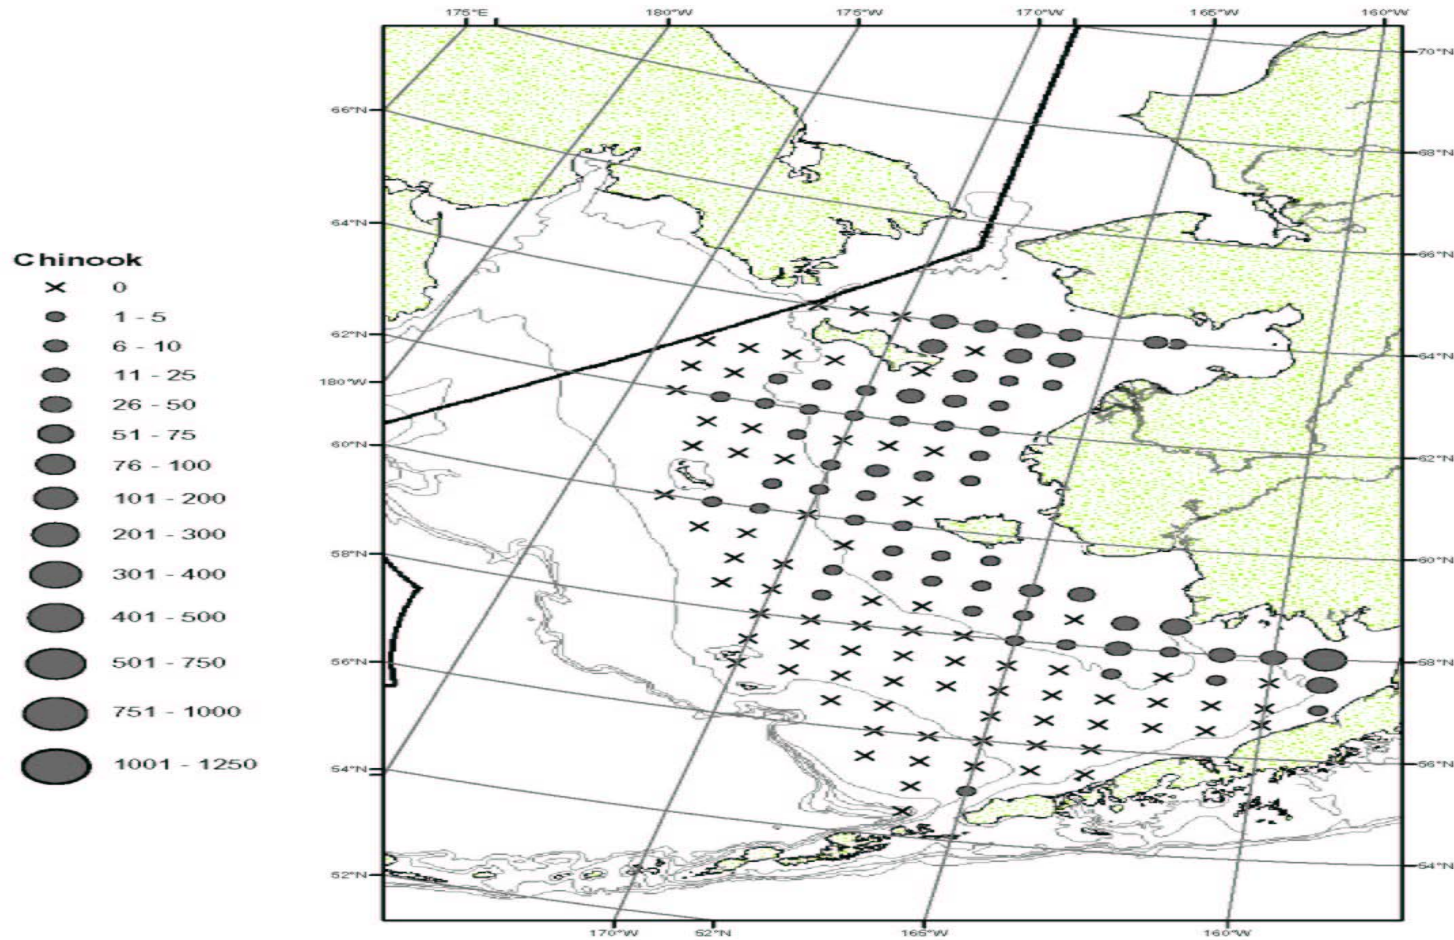 175°E 180°W 175°W 170°W 165°W 160°W
70°N
66°N
68°N
64°N
66°N
Chinook
× 0
1 - 5
62°N
6 - 10
64°N
11 - 25
180°W
26 - 50
51 - 75
60°N
62°N
76 - 100
101 - 200
201 - 300
58°N
60°N
301 - 400
401 - 500
501 - 750
56°N
58°N
751 - 1000
1001 - 1250
54°N
56°N
52°N
54°N
170°W 52°N 165°W 160°W